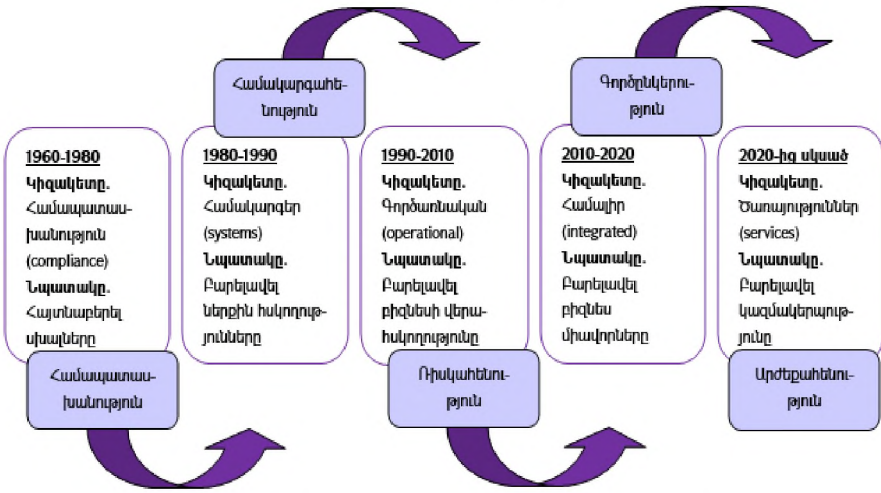 Համակարգահե-
նություն
Գործընկերու-
թյուն
1960-1980
Կիզակետը.
Համապատաս-
խանություն
(compliance)
Նպատակը.
Հայտնաբերել
սխալները
1980-1990
Կիզակետը.
Համակարգեր
(systems)
Նպատակը.
Բարելավել
ներքին հսկողութ-
յունները
1990-2010
Կիզակետը.
Գործառնական
(operational)
Նպատակը.
Բարելավել
բիզնեսի վերա-
հսկողությունը
2010-2020
Կիզակետը.
Համալիր
(integrated)
Նպատակը.
Բարելավել
բիզնես
միավորները
2020-ից սկսած
Կիզակետը.
Ծառայություններ
(services)
Նպատակը.
Բարելավել
կազմակերպութ-
յունը
Համապատաս-
խանություն
Ռիսկահենու-
թյուն
Արժեքահենու-
թյուն